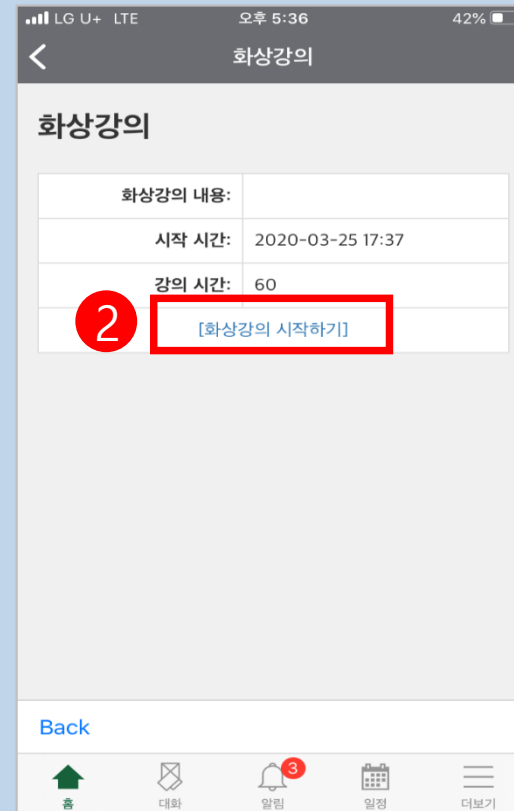 LG U+ LTE 오후 5:36 42%
화상강의
화상강의
화상강의 내용:
시작 시간: 2020-03-25 17:37
강의 시간: 60
2 [화상강의 시작하기]
Back
3
홈 대화 알림 일정 더보기